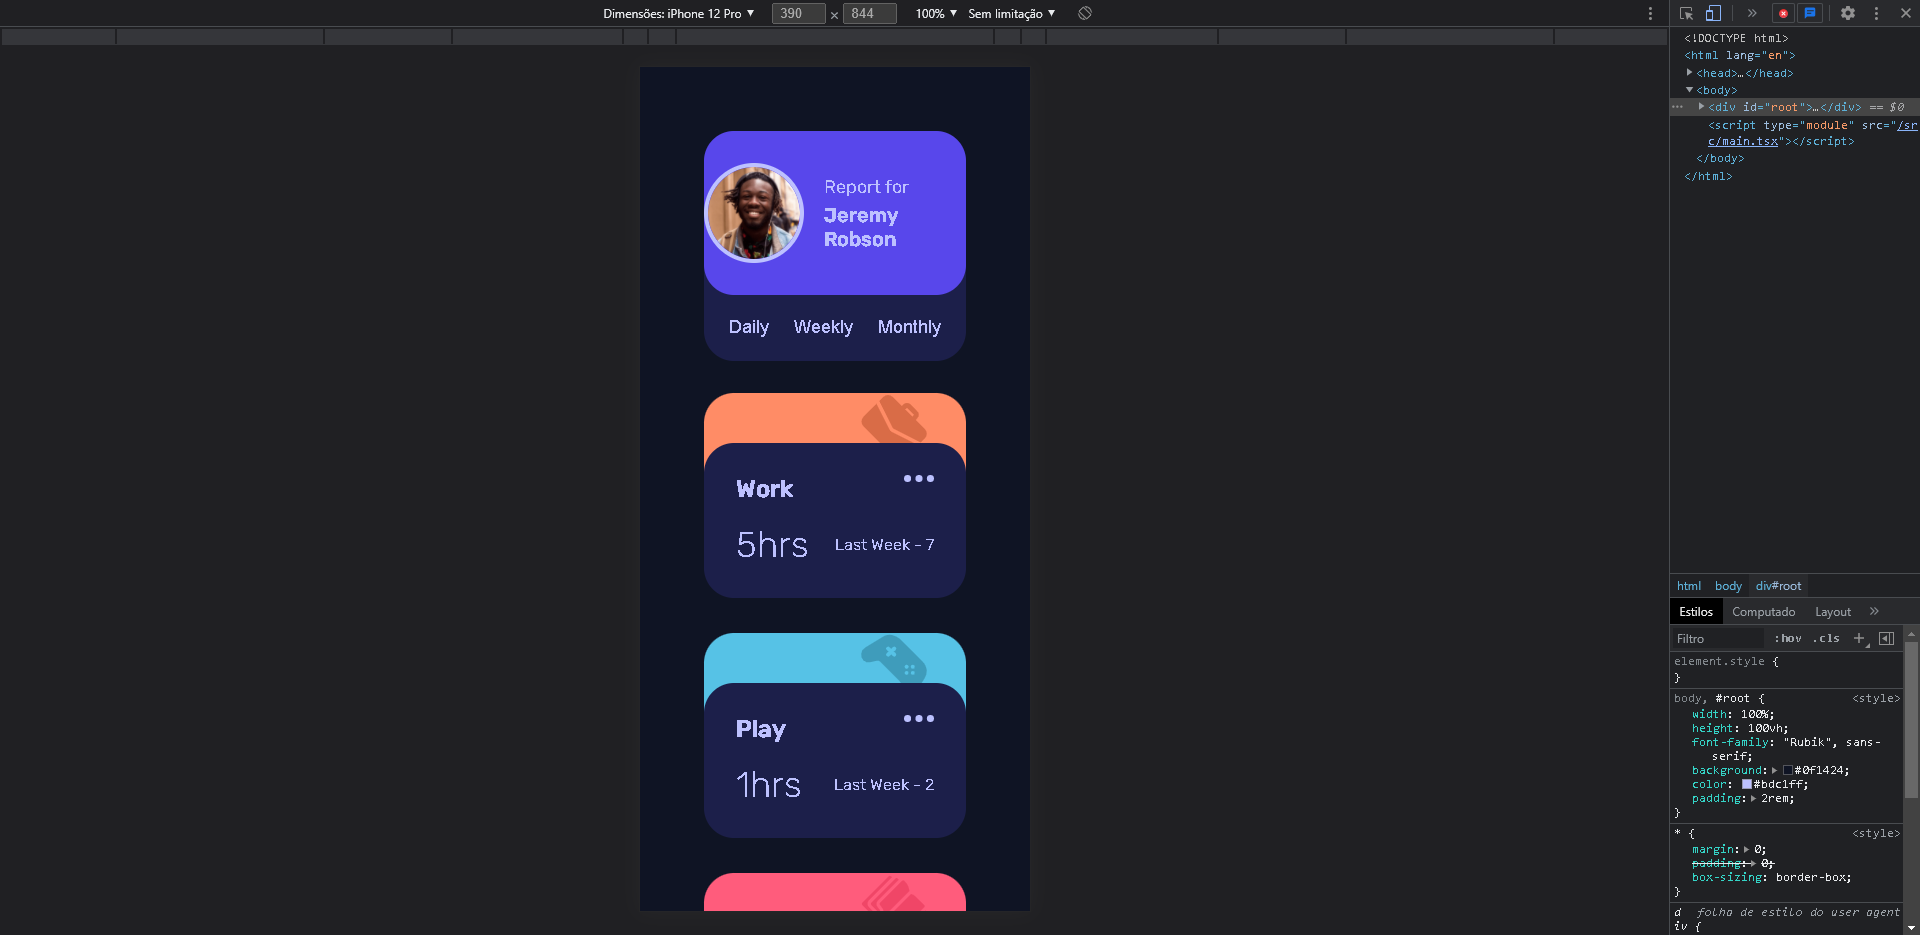 Dimensões: iPhone 12 Pro ▼ 390 × 844 100% ▼ Sem limitação ▼
<!DOCTYPE html>
<html lang="en">
<head>…</head>
<body>
<div id="root">…</div> == $0
<script type="module" src="/sr
c/main.tsx"></script>
</body>
</html>
Report for
Jeremy
Robson
Daily Weekly Monthly
Work
5hrs Last Week - 7
Play
1hrs Last Week - 2
html body div#root
Estilos Computado Layout
Filtro :hov .cls
element.style {
}
body, #root { <style>
width: 100%;
height: 100vh;
font-family: "Rubik", sans-
serif;
background: #0f1424;
color: #bdc1ff;
padding: 2rem;
}
* { <style>
margin: 0;
padding: 0;
box-sizing: border-box;
}
d folha de estilo do user agent
iv {